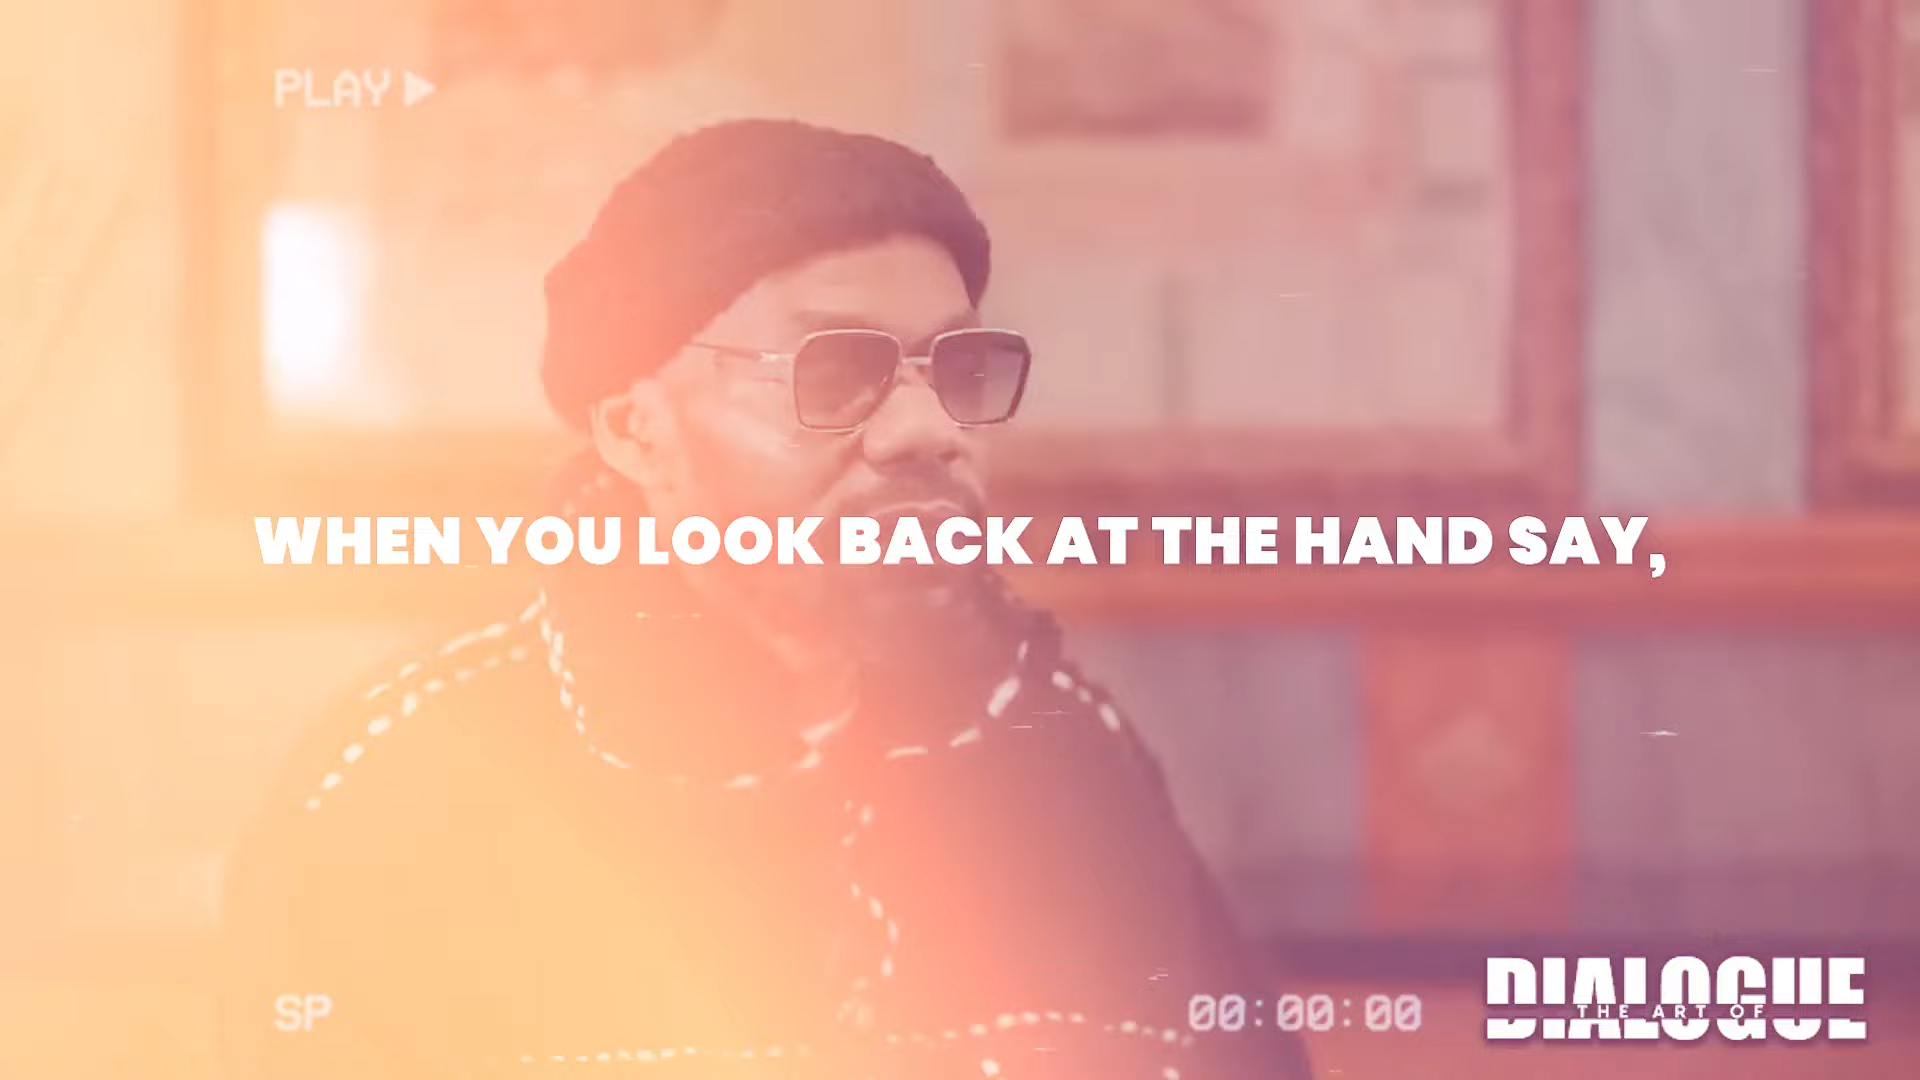 PLAY
WHEN YOU LOOK BACK AT THE HAND SAY,
SP
00:00:00
DIALOGUE
THE ART OF